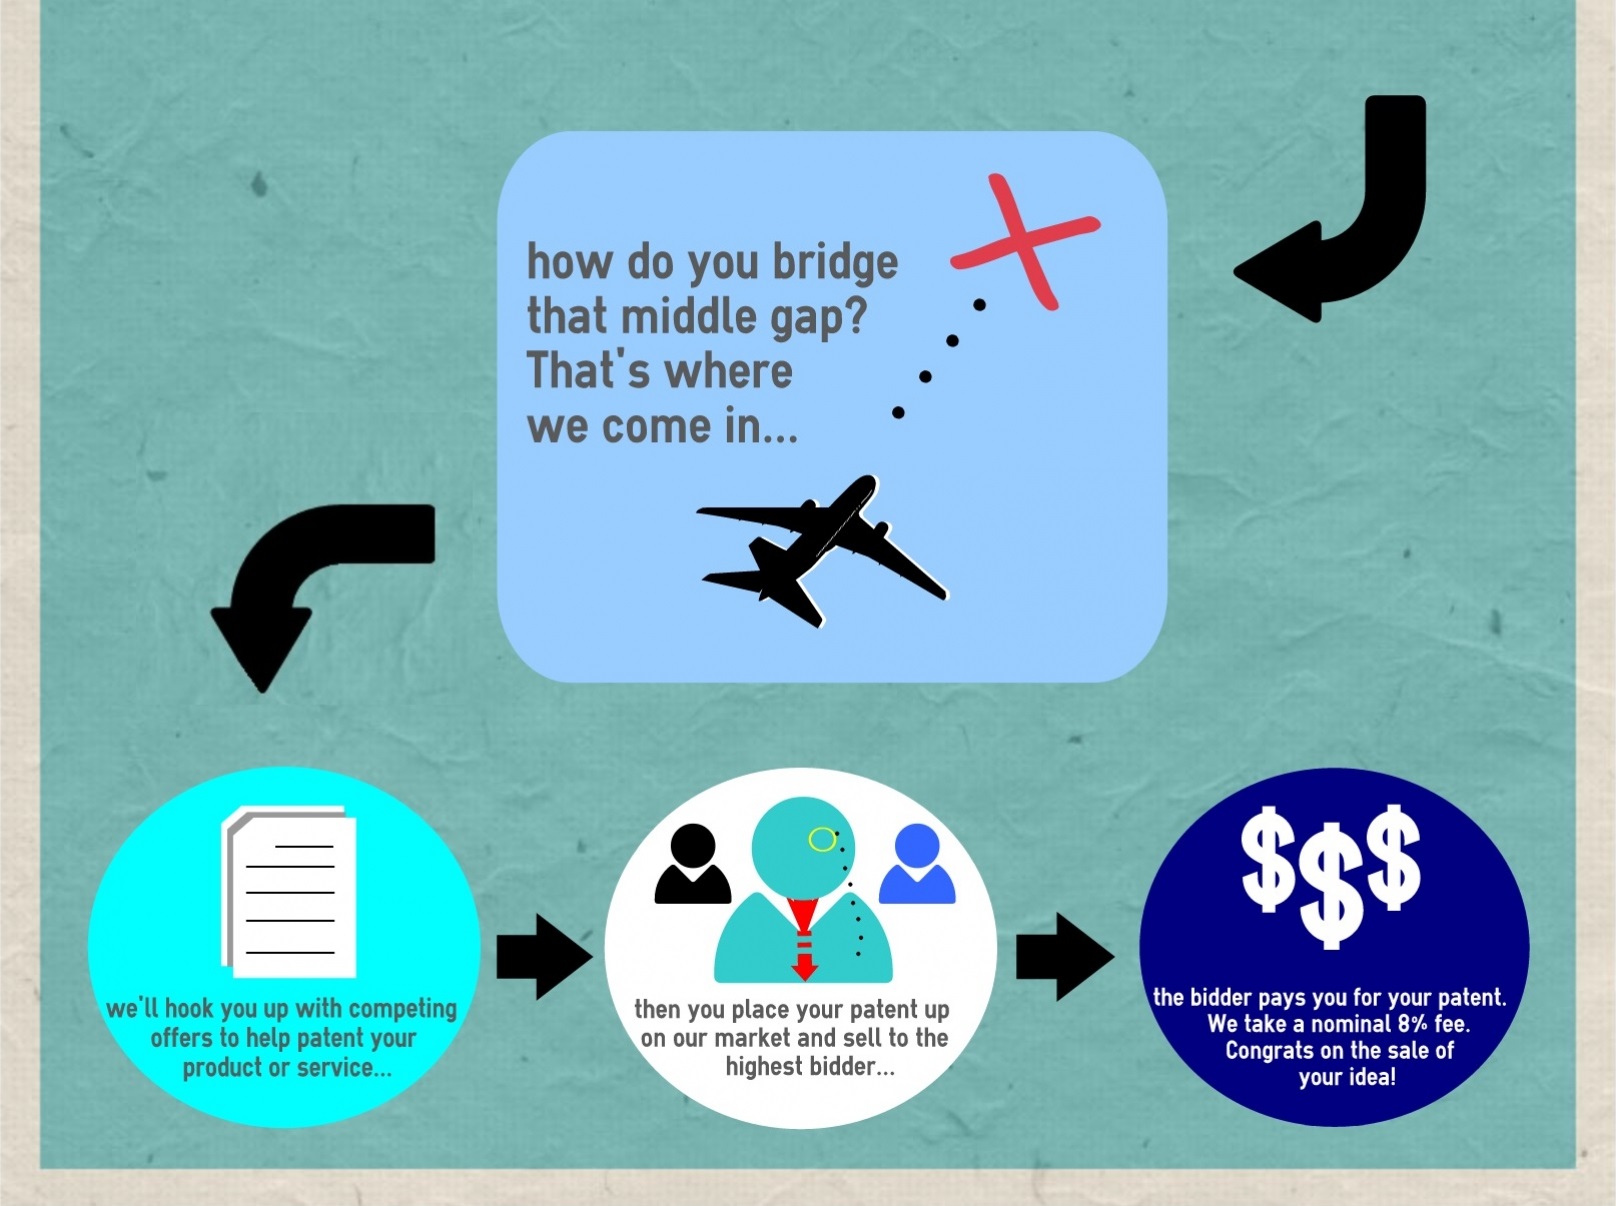 how do you bridge
that middle gap?
That's where
we come in...
we'll hook you up with competing
offers to help patent your
product or service...
then you place your patent up
on our market and sell to the
highest bidder...
$$$
the bidder pays you for your patent.
We take a nominal 8% fee.
Congrats on the sale of
your idea!